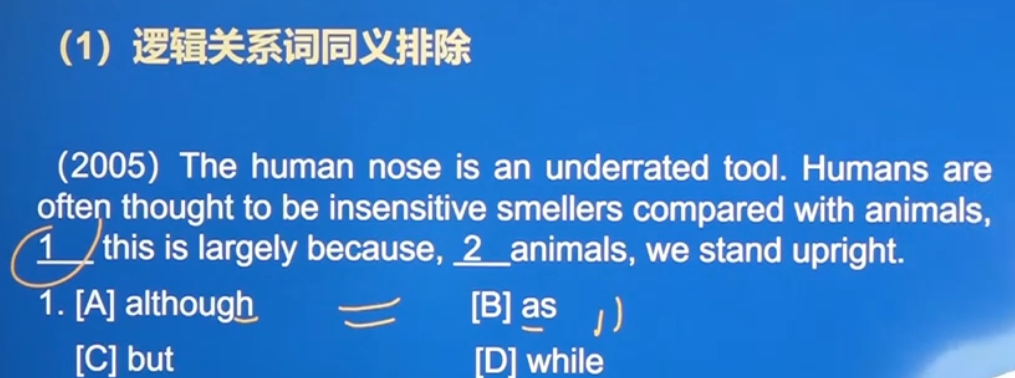 （1）逻辑关系词同义排除
（2005）The human nose is an underrated tool. Humans are
often thought to be insensitive smellers compared with animals,
__1__ this is largely because, __2__ animals, we stand upright.
1. [A] although [B] as
[C] but [D] while